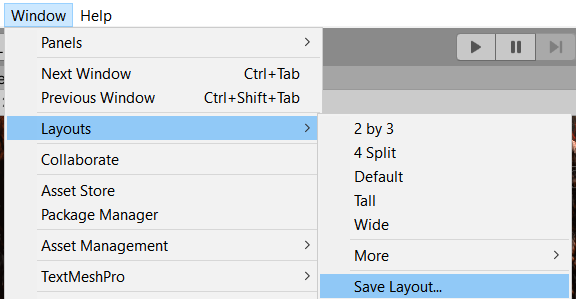 Window Help
Panels
Next Window Ctrl+Tab
Previous Window Ctrl+Shift+Tab
Layouts
Collaborate
Asset Store
Package Manager
Asset Management
TextMeshPro
2 by 3
4 Split
Default
Tall
Wide
More
Save Layout...